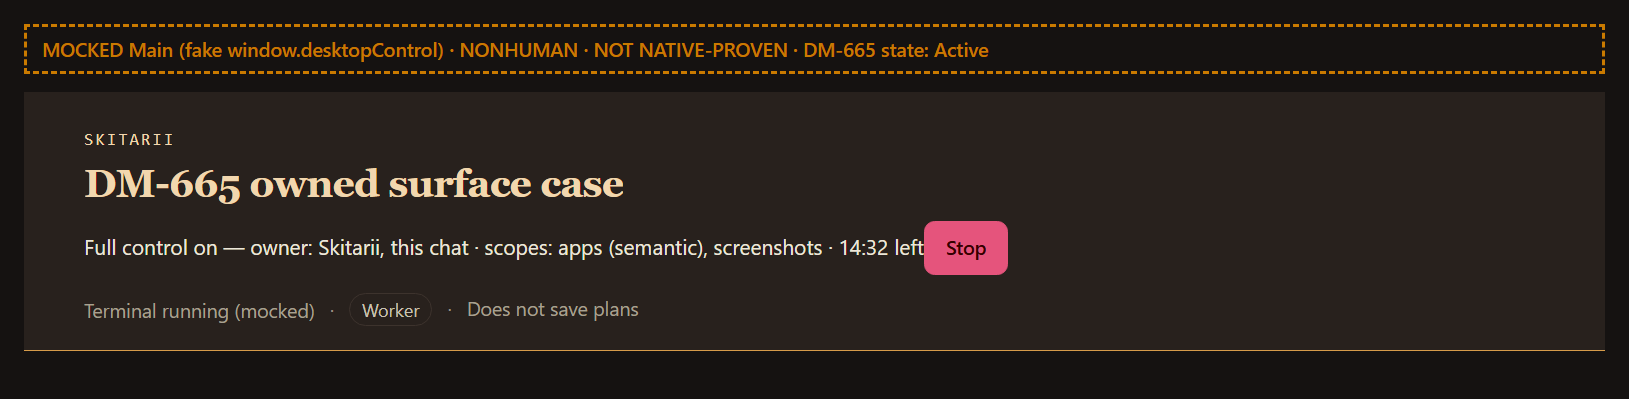 MOCKED Main (fake window.desktopControl) · NONHUMAN · NOT NATIVE-PROVEN · DM-665 state: Active
SKITARII
DM-665 owned surface case
Full control on — owner: Skitarii, this chat · scopes: apps (semantic), screenshots · 14:32 left Stop
Terminal running (mocked) · Worker · Does not save plans